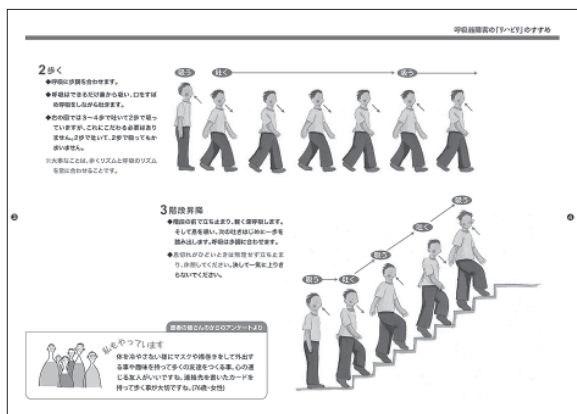 呼吸器障害の「リハビリ」のすすめ
2 歩く
◆呼吸に歩調を合わせます。
◆呼吸はできるだけ鼻から吸い、口をすぼ
め呼気をしながら吐きます。
◆右の図では3~4歩で吐いて2歩で吸っ
ていますが、これにこだわる必要はあり
ません。2歩で吐いて、2歩で吸ってもか
まいません。
※大事なことは、歩くリズムと呼吸のリズム
を常に合わせることです。
吸う
吐く
吸う
3 階段昇降
◆階段の前で立ち止まり、軽く深呼吸します。
そして息を吸い、次の吐きはじめに一歩を
踏み出します。呼吸は歩調に合わせます。
◆息切れがひどいときは無理せず立ち止ま
り、休憩してください。決して一気に上りき
らないでください。
吸う
吐く
吸う
吐く
吸う
患者の皆さんのからのアンケートより
私もやっています
体を冷やさない様にマスクや襟巻きをして外出す
る事や趣味を持って多くの友達をつくる事。心の通
じる友人がいいですね。連絡先を書いたカードを
持って歩く事が大切ですね。(76歳・女性)